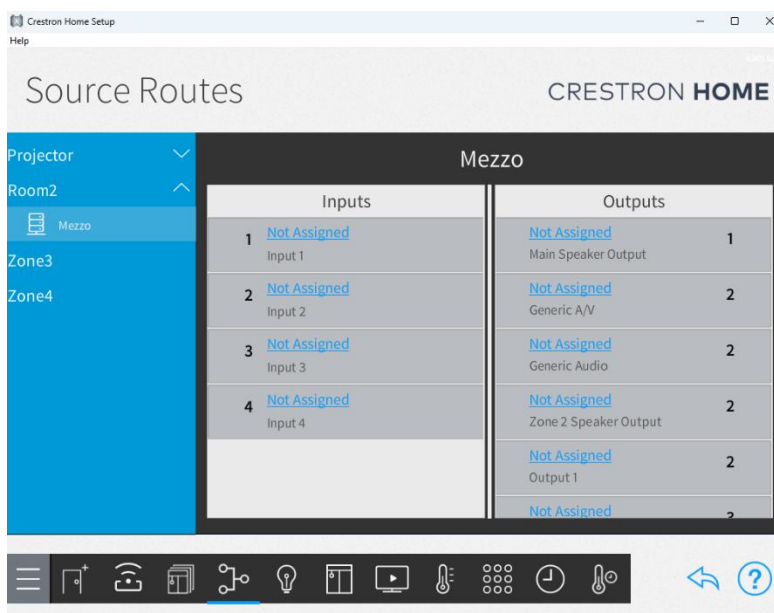 Crestron Home Setup
Help
Source Routes
CRESTRON HOME
Projector
Room2
Mezzo
Zone3
Zone4
Mezzo
Inputs
1 Not Assigned
Input 1
2 Not Assigned
Input 2
3 Not Assigned
Input 3
4 Not Assigned
Input 4
Outputs
Not Assigned 1
Main Speaker Output
Not Assigned 2
Generic A/V
Not Assigned 2
Generic Audio
Not Assigned 2
Zone 2 Speaker Output
Not Assigned 2
Output 1
Not Assigned
?